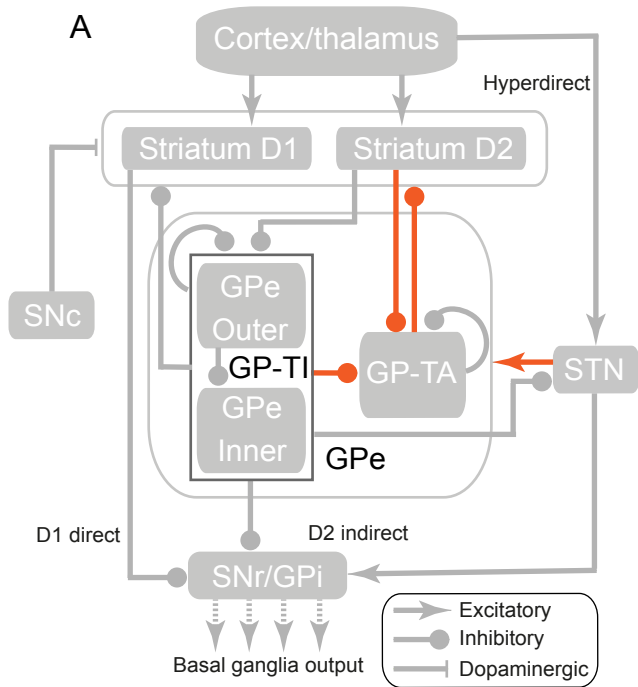 A
Cortex/thalamus
Hyperdirect
Striatum D1
Striatum D2
SNc
GPe
Outer
GP-TI
GP-TA
STN
GPe
Inner
GPe
D1 direct
D2 indirect
SNr/GPi
Basal ganglia output
Excitatory
Inhibitory
Dopaminergic